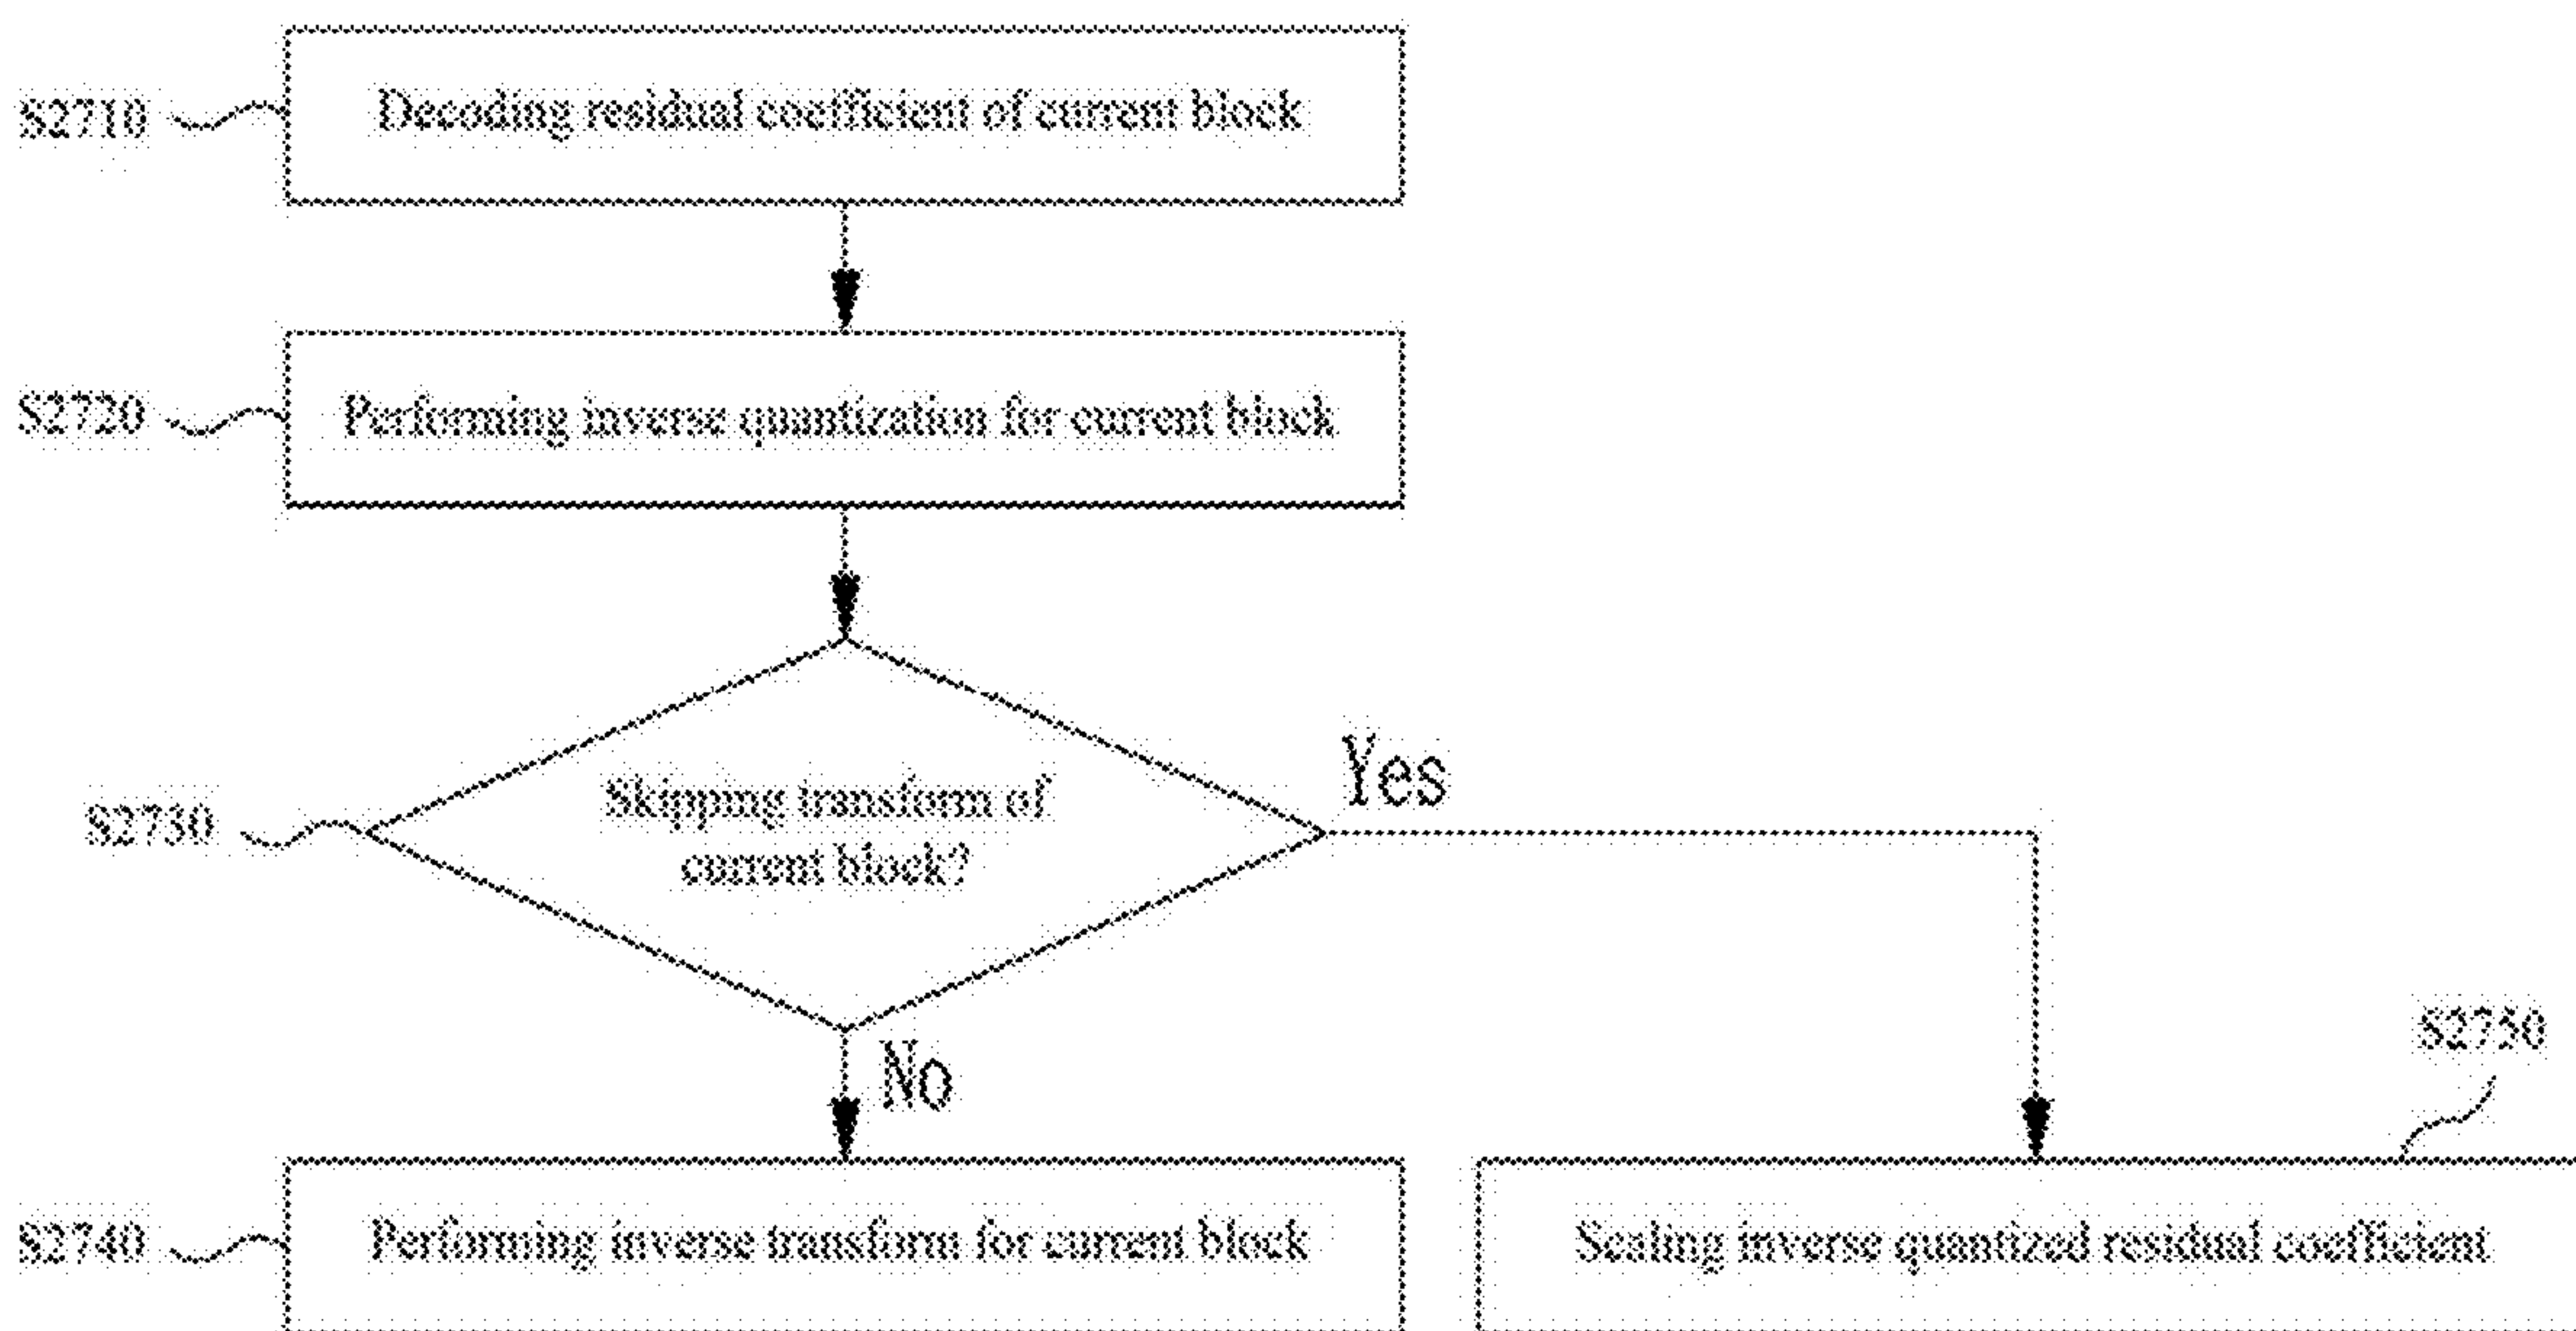 S2710
Decoding residual coefficient of current block
S2720
Performing inverse quantization for current block
S2730
Skipping transform of
current block?
Yes
No
S2750
S2740
Performing inverse transform for current block
Scaling inverse quantized residual coefficient